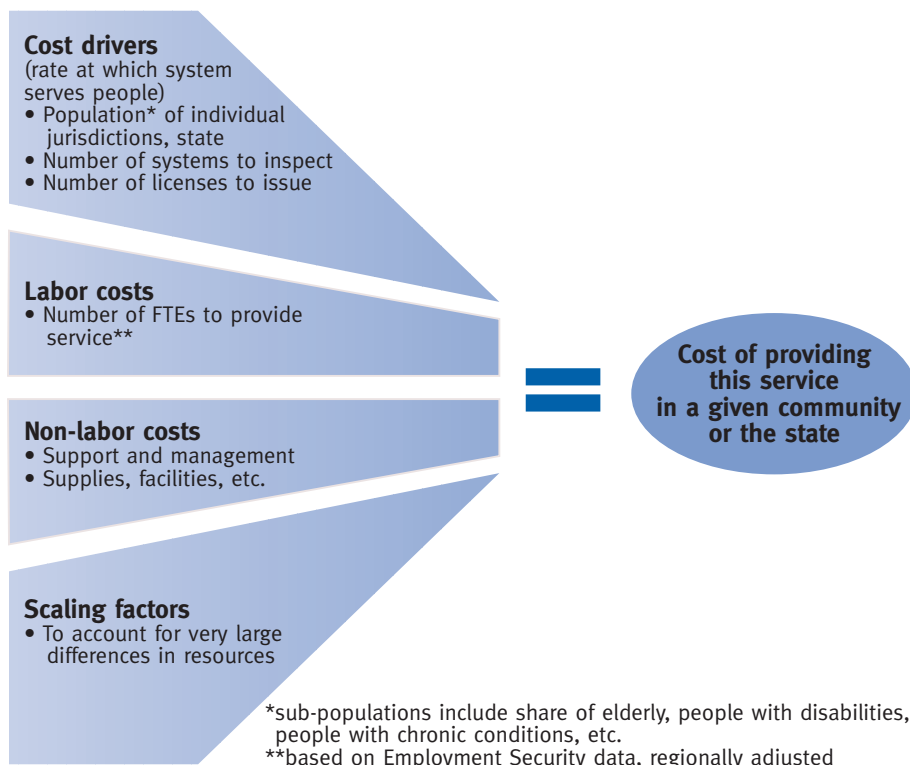 Cost drivers
(rate at which system
serves people)
• Population* of individual
jurisdictions, state
• Number of systems to inspect
• Number of licenses to issue
Labor costs
• Number of FTEs to provide
service**
Non-labor costs
• Support and management
• Supplies, facilities, etc.
Scaling factors
• To account for very large
differences in resources
Cost of providing
this service
in a given community
or the state
*sub-populations include share of elderly, people with disabilities,
people with chronic conditions, etc.
**based on Employment Security data, regionally adjusted